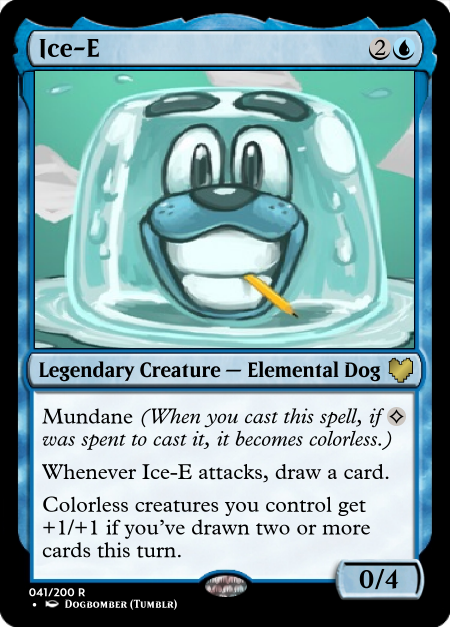 Ice-E
2
Legendary Creature — Elemental Dog
Mundane (When you cast this spell, if
was spent to cast it, it becomes colorless.)
Whenever Ice-E attacks, draw a card.
Colorless creatures you control get
+1/+1 if you've drawn two or more
cards this turn.
0/4
041/200 R
• DOGBOMBER (TUMBLR)